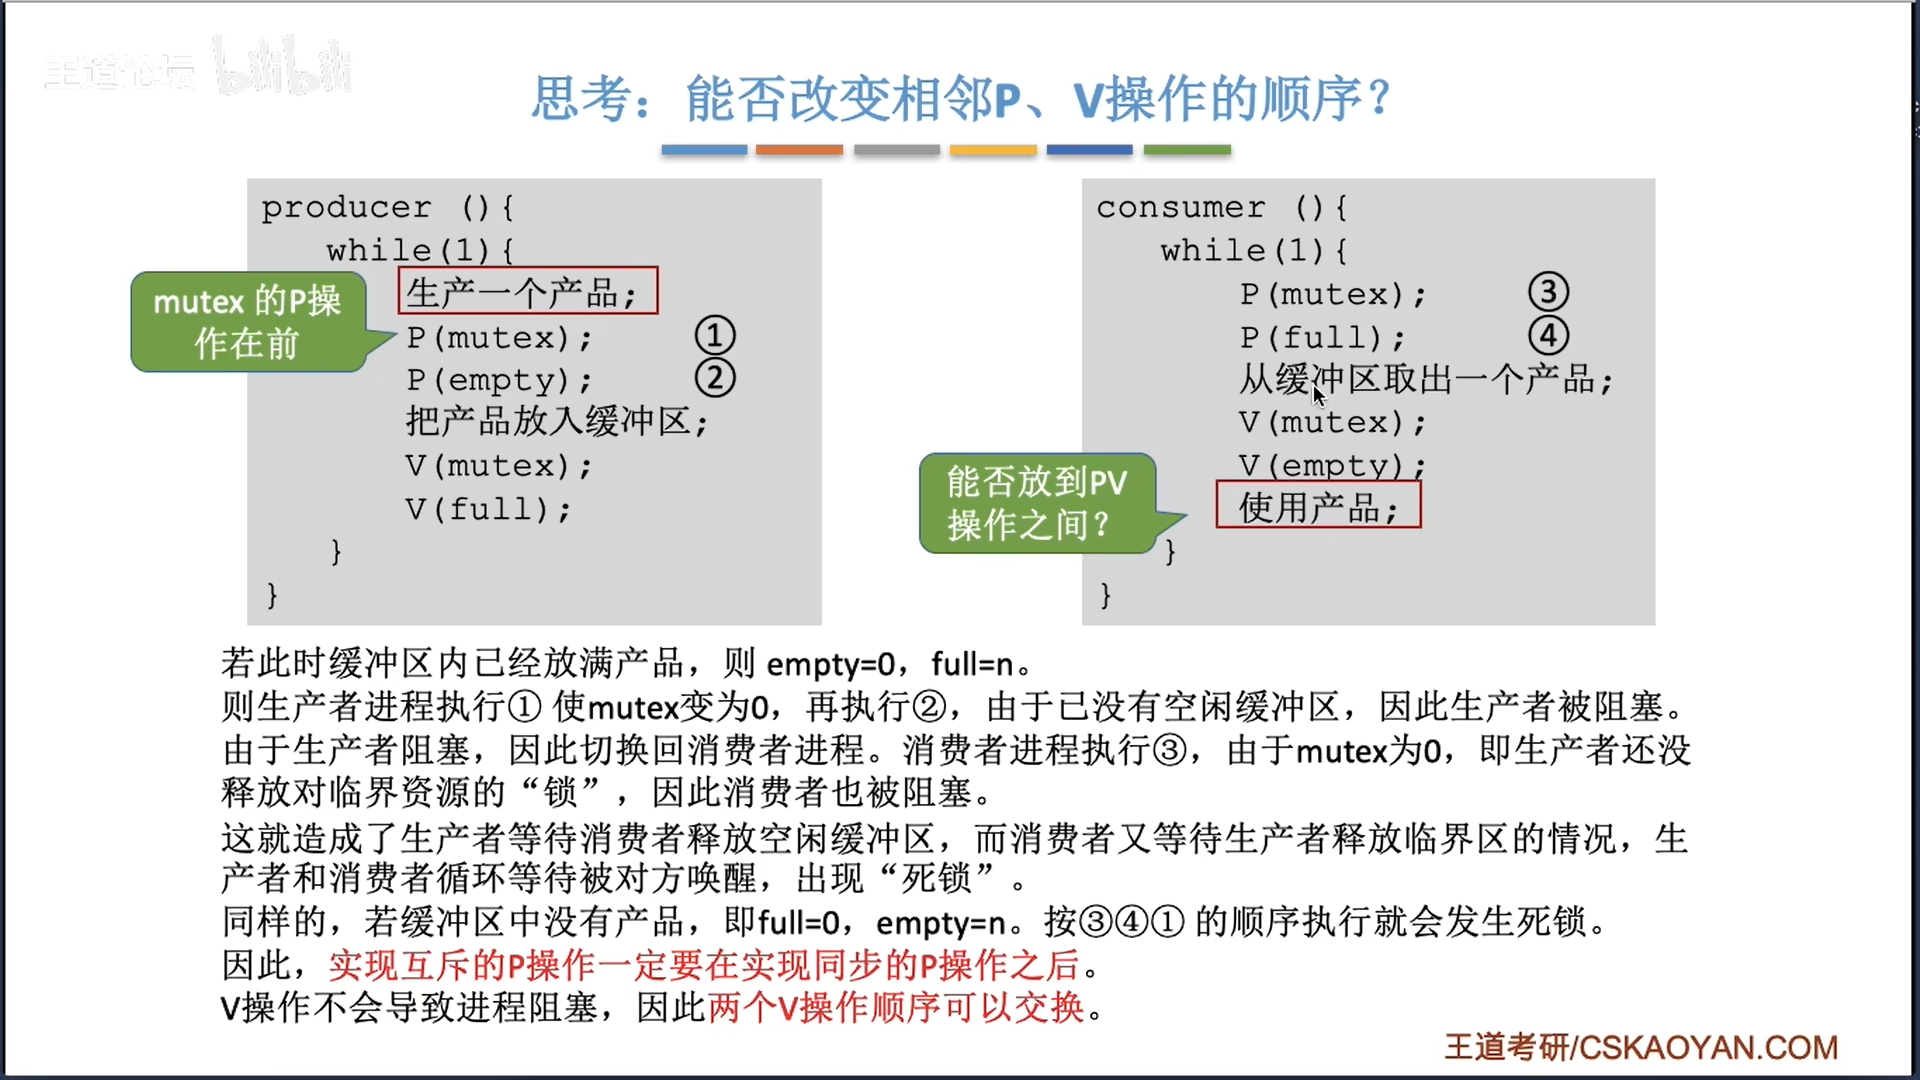 王道论坛 bilibili
思考：能否改变相邻P、V操作的顺序？
producer (){
while(1){
生产一个产品;
P(mutex); ①
P(empty); ②
把产品放入缓冲区;
V(mutex);
V(full);
}
}
mutex 的P操
作在前
consumer (){
while(1){
P(mutex); ③
P(full); ④
从缓冲区取出一个产品;
V(mutex);
V(empty);
使用产品;
}
}
能否放到PV
操作之间？
若此时缓冲区内已经放满产品，则 empty=0，full=n。
则生产者进程执行① 使mutex变为0，再执行②，由于已没有空闲缓冲区，因此生产者被阻塞。
由于生产者阻塞，因此切换回消费者进程。消费者进程执行③，由于mutex为0，即生产者还没
释放对临界资源的“锁”，因此消费者也被阻塞。
这就造成了生产者等待消费者释放空闲缓冲区，而消费者又等待生产者释放临界区的情况，生
产者和消费者循环等待被对方唤醒，出现“死锁”。
同样的，若缓冲区中没有产品，即full=0，empty=n。按③④① 的顺序执行就会发生死锁。
因此，实现互斥的P操作一定要在实现同步的P操作之后。
V操作不会导致进程阻塞，因此两个V操作顺序可以交换。
王道考研/CSKAOYAN.COM